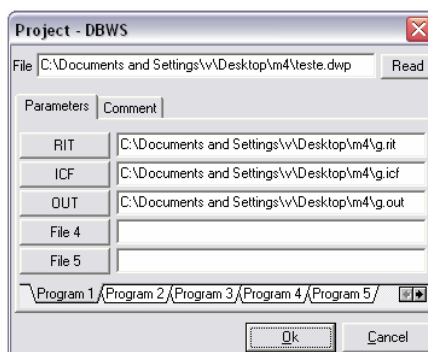 Project - DBWS
File C:\Documents and Settings\v\Desktop\m4\teste.dwp Read
Parameters Comment
RIT C:\Documents and Settings\v\Desktop\m4\g.rit
ICF C:\Documents and Settings\v\Desktop\m4\g.icf
OUT C:\Documents and Settings\v\Desktop\m4\g.out
File 4
File 5
Program 1 Program 2 Program 3 Program 4 Program 5
Ok Cancel